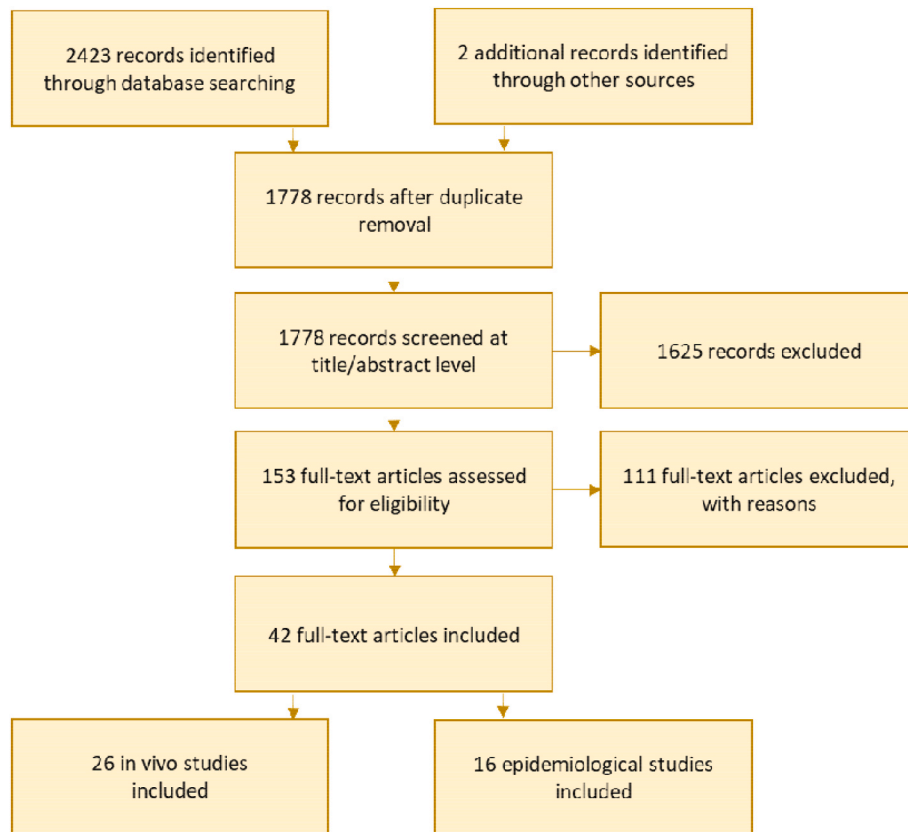 2423 records identified
through database searching
2 additional records identified
through other sources
1778 records after duplicate
removal
1778 records screened at
title/abstract level
1625 records excluded
153 full-text articles assessed
for eligibility
111 full-text articles excluded,
with reasons
42 full-text articles included
26 in vivo studies
included
16 epidemiological studies
included